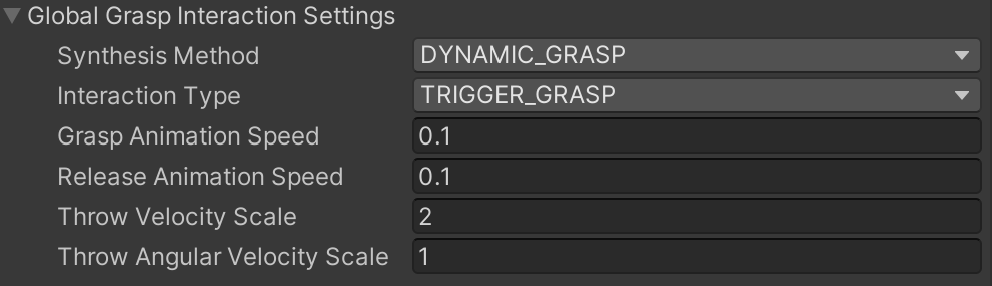 Global Grasp Interaction Settings
Synthesis Method DYNAMIC_GRASP
Interaction Type TRIGGER_GRASP
Grasp Animation Speed 0.1
Release Animation Speed 0.1
Throw Velocity Scale 2
Throw Angular Velocity Scale 1